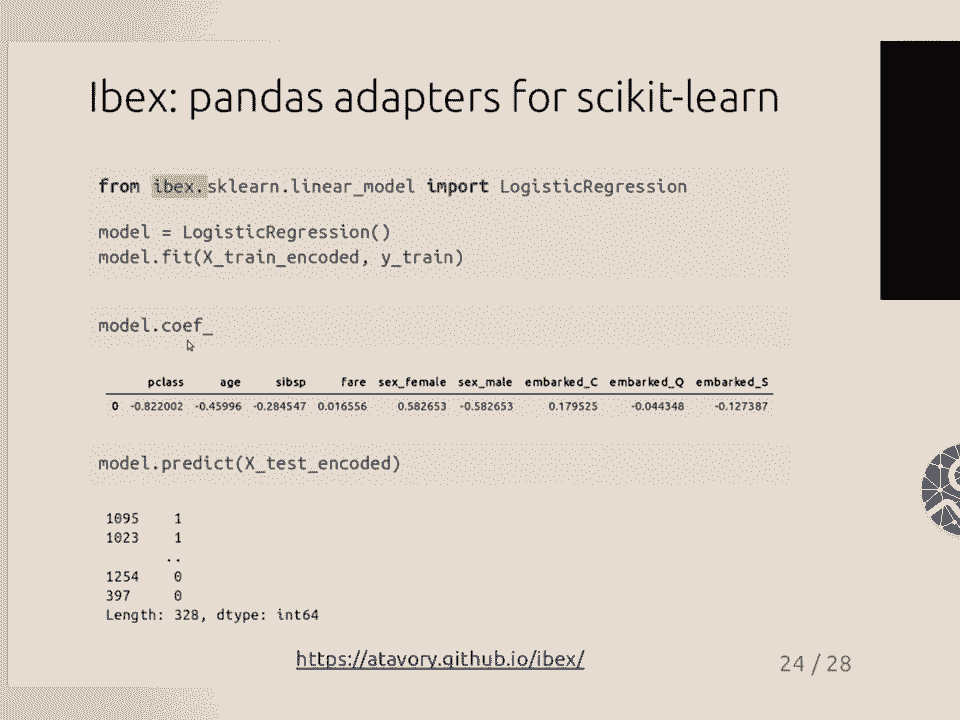 Ibex: pandas adapters for scikit-learn
from ibex.sklearn.linear_model import LogisticRegression
model = LogisticRegression()
model.fit(X_train_encoded, y_train)
model.coef_
pclass age sibsp fare sex_female sex_male embarked_C embarked_Q embarked_S
0 -0.822002 -0.45996 -0.284547 0.016556 0.582653 -0.582653 0.179525 -0.044348 -0.127387
model.predict(X_test_encoded)
1095 1
1023 1
..
1254 0
397 0
Length: 328, dtype: int64
https://atavory.github.io/ibex/
24 / 28